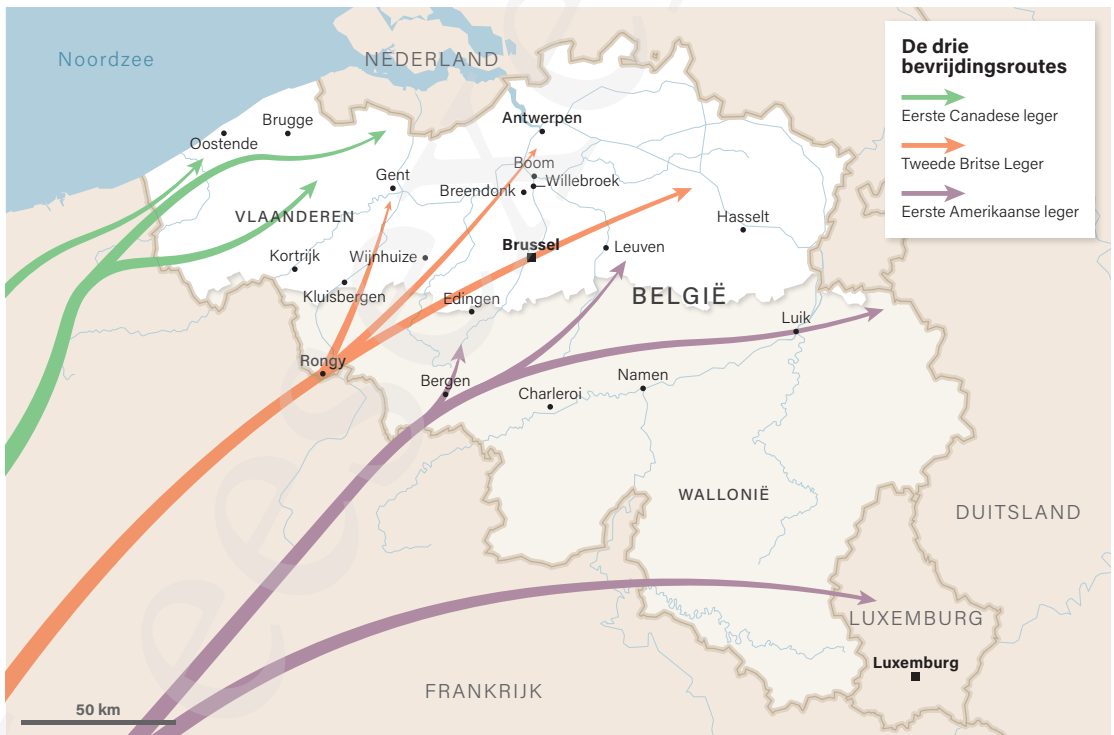 Noordzee
NEDERLAND
De drie
bevrijdingsroutes
Eerste Canadese leger
Tweede Britse Leger
Eerste Amerikaanse leger
Brugge
Oostende
Antwerpen
Boom
Willebroek
Breendonk
Gent
VLAANDEREN
Hasselt
Kortrijk
Wijnhuize
Brussel
Leuven
Kluisbergen
Edingen
BELGIË
Luik
Rongy
Bergen
Namen
Charleroi
WALLONIË
DUITSLAND
LUXEMBURG
Luxemburg
FRANKRIJK
50 km